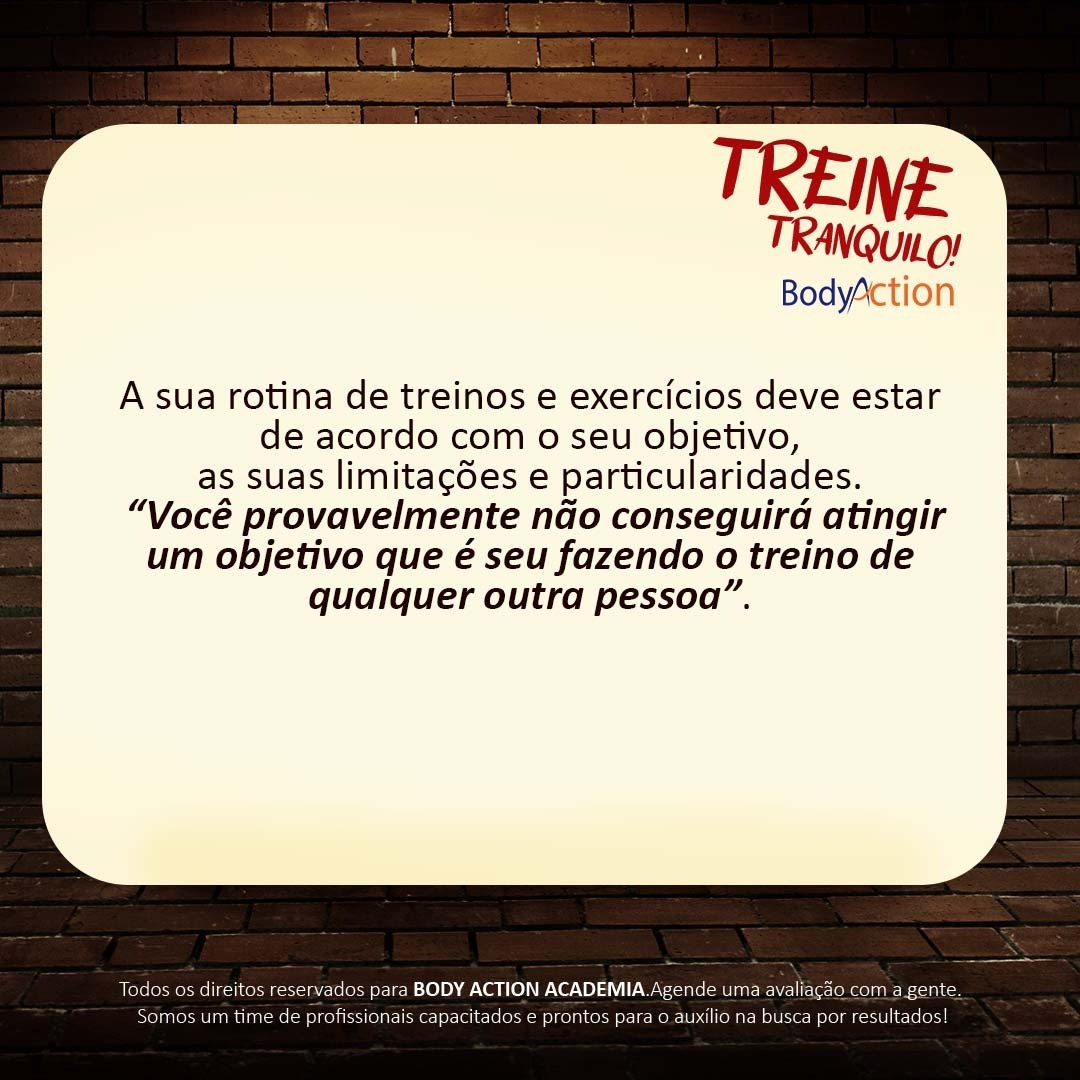 TREINE
TRANQUILO!
BodyAction
A sua rotina de treinos e exercícios deve estar
de acordo com o seu objetivo,
as suas limitações e particularidades.
“Você provavelmente não conseguirá atingir
um objetivo que é seu fazendo o treino de
qualquer outra pessoa”.
Todos os direitos reservados para BODY ACTION ACADEMIA.Agende uma avaliação com a gente.
Somos um time de profissionais capacitados e prontos para o auxílio na busca por resultados!